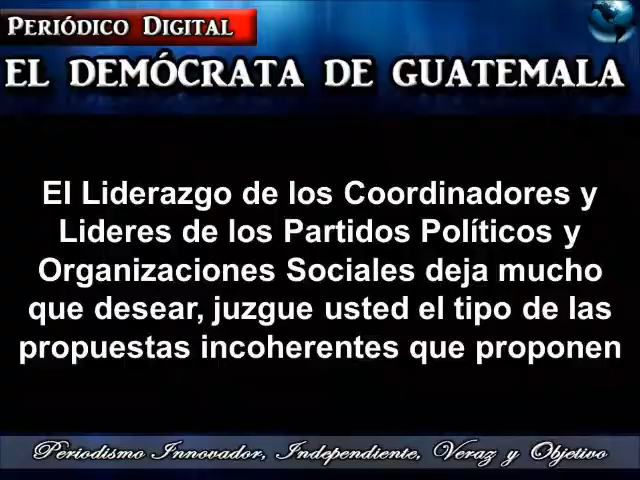 PERIÓDICO DIGITAL
EL DEMÓCRATA DE GUATEMALA
El Liderazgo de los Coordinadores y
Lideres de los Partidos Políticos y
Organizaciones Sociales deja mucho
que desear, juzgue usted el tipo de las
propuestas incoherentes que proponen
Periodismo Innovador, Independiente, Veraz y Objetivo